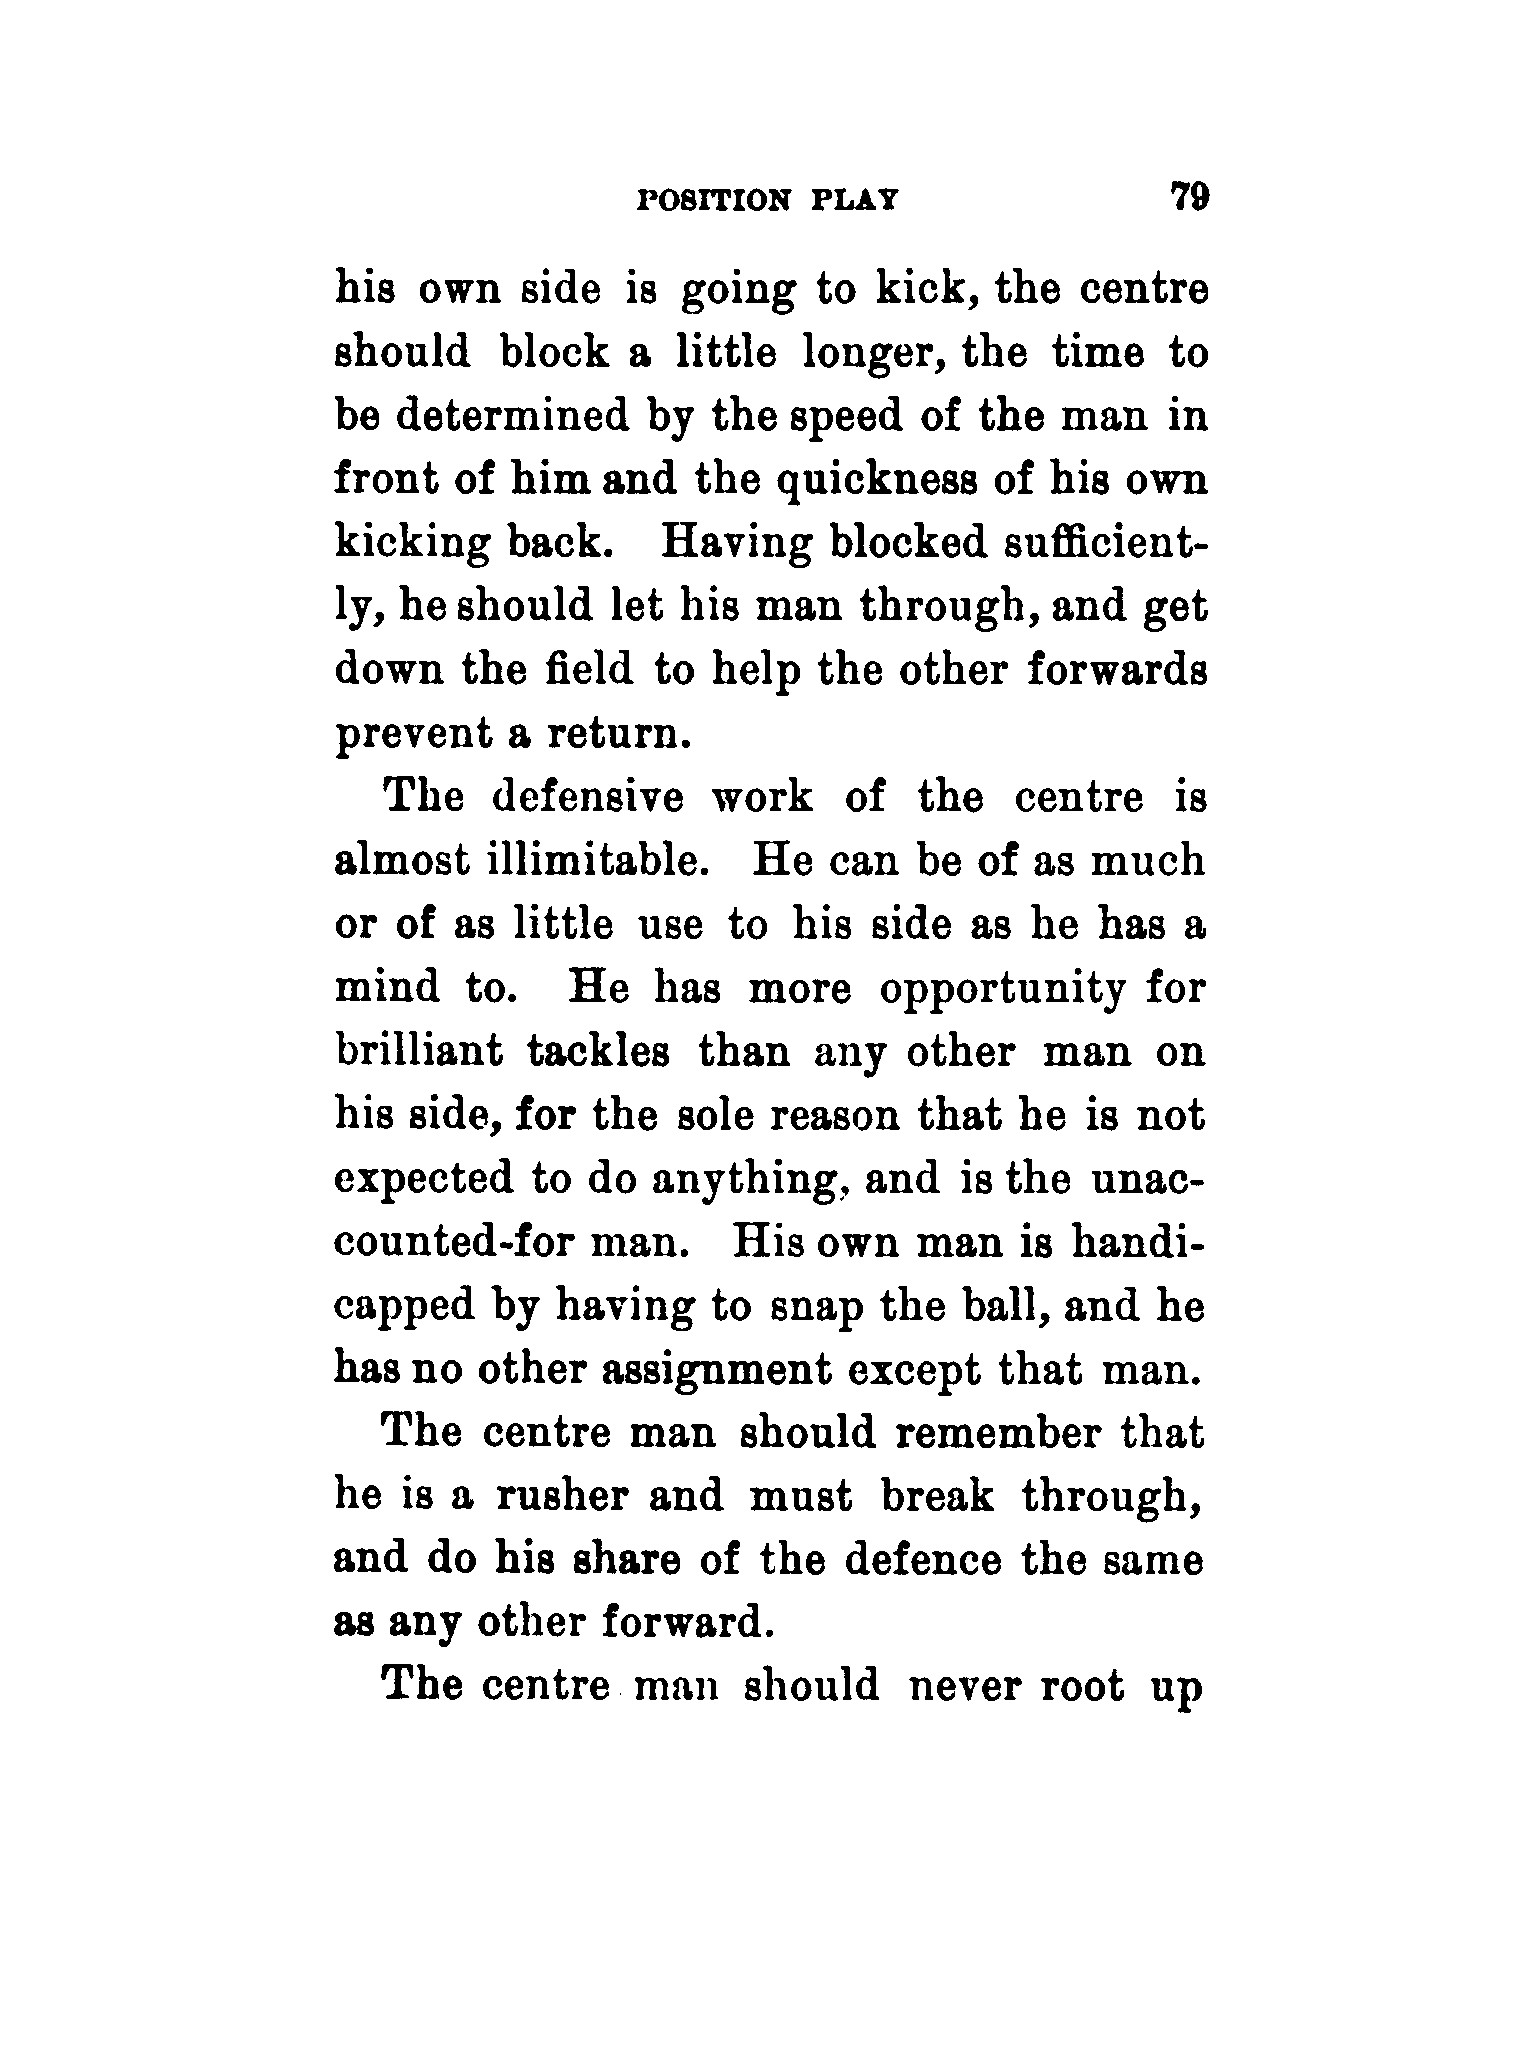 POSITION PLAY 79
his own side is going to kick, the centre
should block a little longer, the time to
be determined by the speed of the man in
front of him and the quickness of his own
kicking back. Having blocked sufficient-
ly, he should let his man through, and get
down the field to help the other forwards
prevent a return.
The defensive work of the centre is
almost illimitable. He can be of as much
or of as little use to his side as he has a
mind to. He has more opportunity for
brilliant tackles than any other man on
his side, for the sole reason that he is not
expected to do anything, and is the unac-
counted-for man. His own man is handi-
capped by having to snap the ball, and he
has no other assignment except that man.
The centre man should remember that
he is a rusher and must break through,
and do his share of the defence the same
as any other forward.
The centre man should never root up